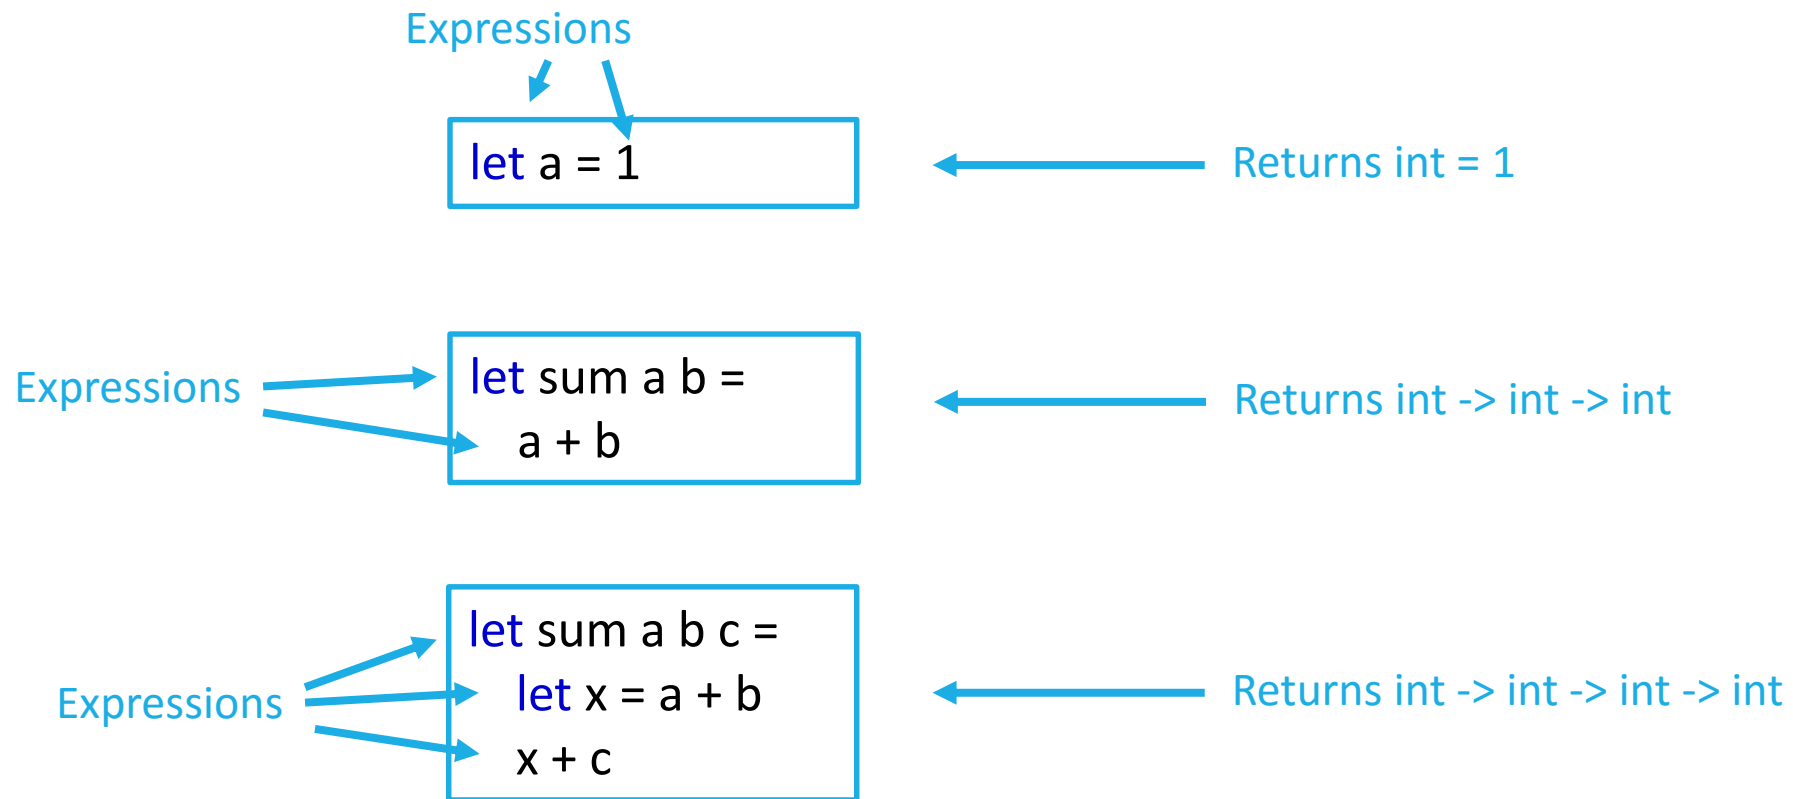 Expressions
let a = 1
Returns int = 1
Expressions
let sum a b =
a + b
Returns int -> int -> int
Expressions
let sum a b c =
let x = a + b
x + c
Returns int -> int -> int -> int